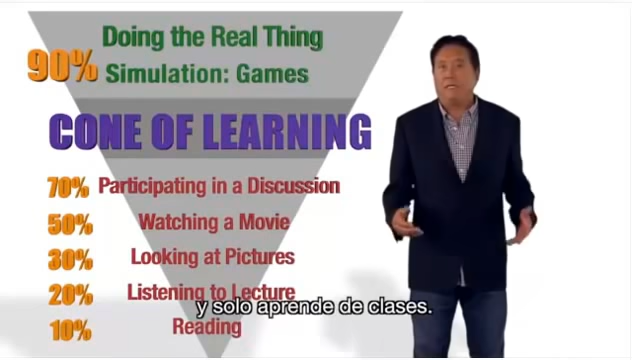 Doing the Real Thing
90% Simulation: Games
CONE OF LEARNING
70% Participating in a Discussion
50% Watching a Movie
30% Looking at Pictures
20% Listening to Lecture
y solo aprende de clases.
10% Reading